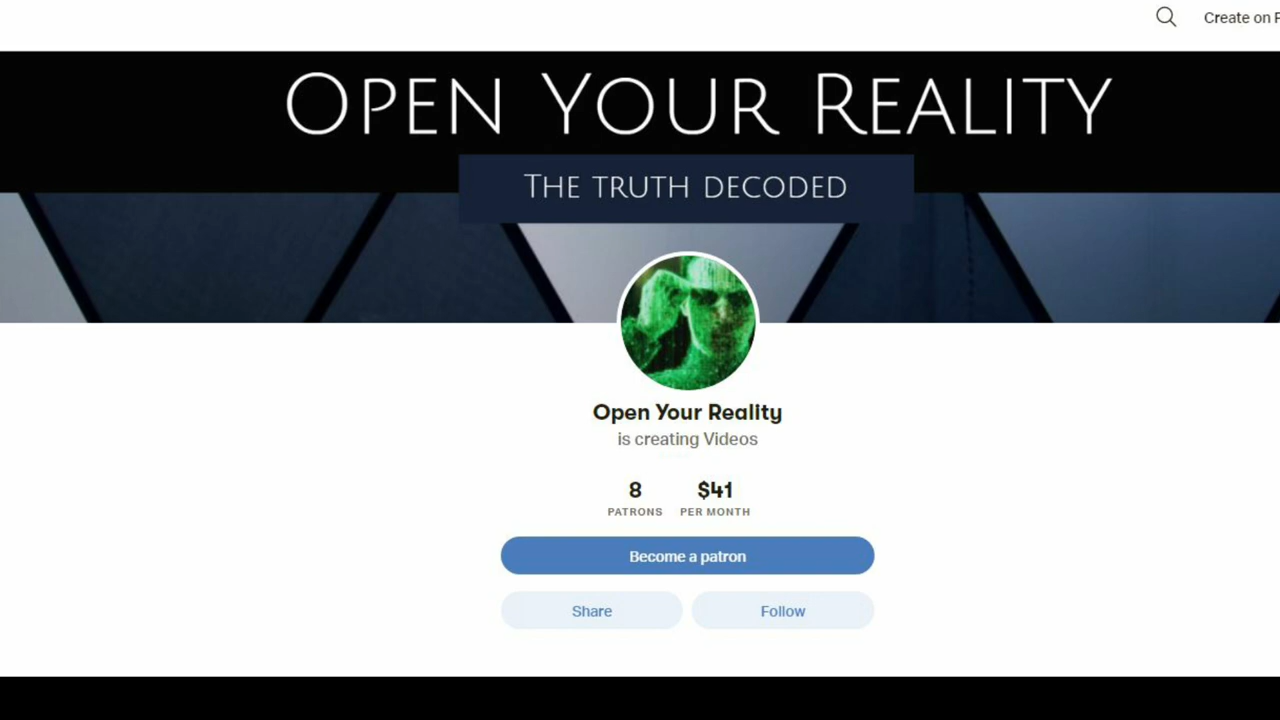 Create on P
OPEN YOUR REALITY
THE TRUTH DECODED
Open Your Reality
is creating Videos
8 $41
PATRONS PER MONTH
Become a patron
Share Follow